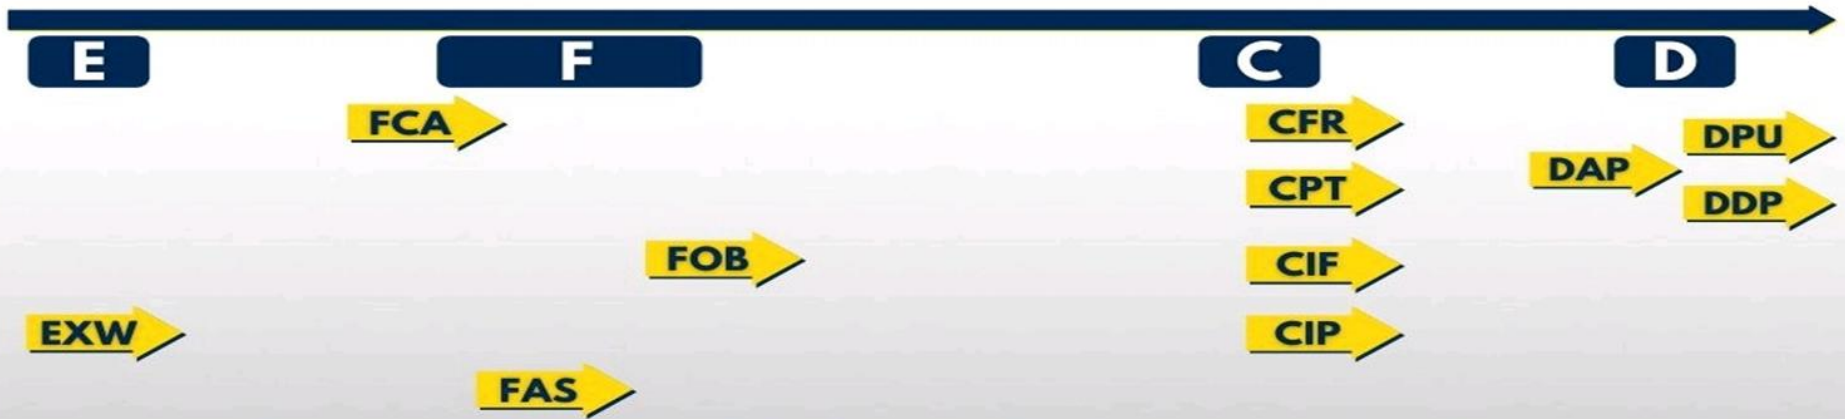 E F C D
FCA CFR DPU
DAP
CPT DDP
FOB CIF
EXW CIP
FAS